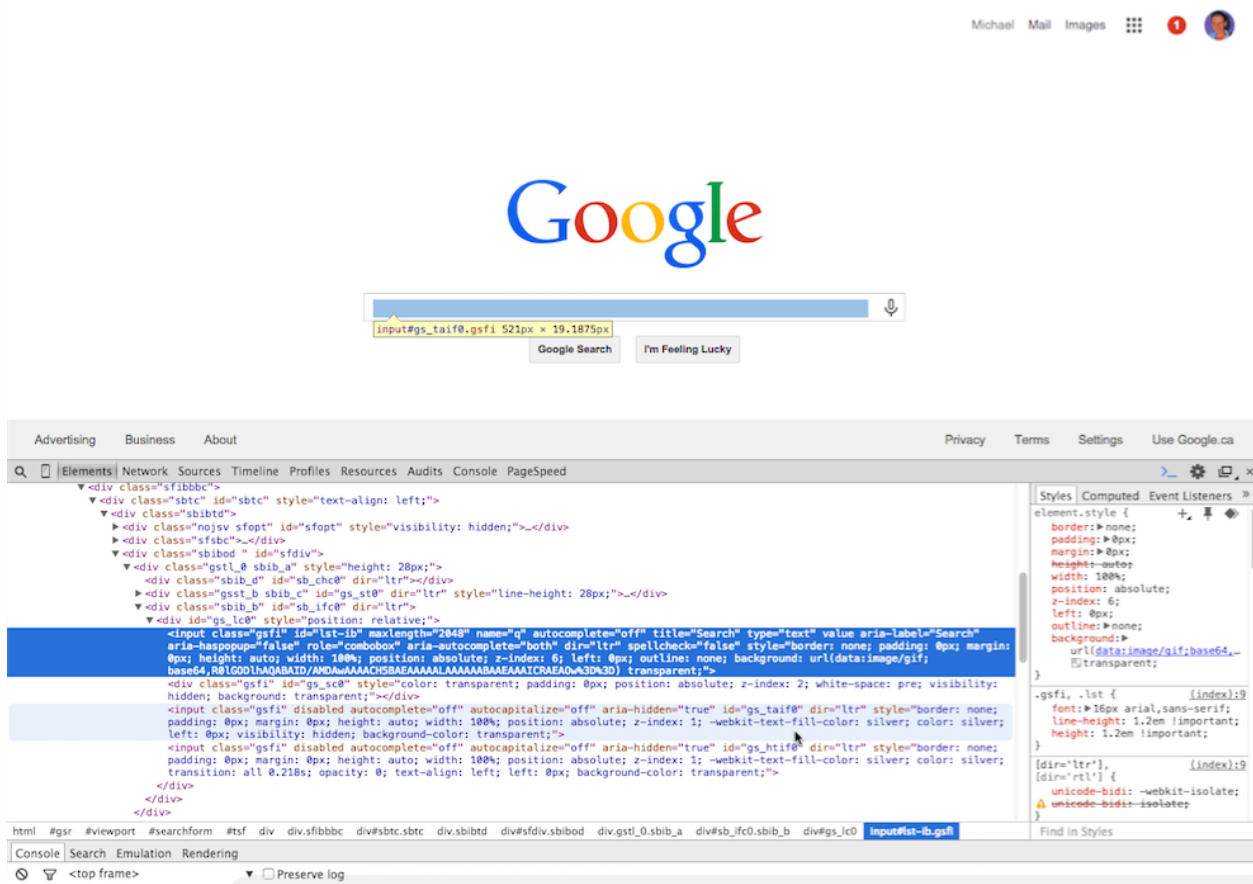 Michael Mail Images 1
Google
input#gs_taif0.gsfi 521px × 19.1875px
Google Search I'm Feeling Lucky
Advertising Business About Privacy Terms Settings Use Google.ca
Elements Network Sources Timeline Profiles Resources Audits Console PageSpeed
▼<div class="sfibbbc">
▼<div class="sbtc" id="sbtc" style="text-align: left;">
▼<div class="sbibtd">
▶<div class="nojsv sfopt" id="sfopt" style="visibility: hidden;">…</div>
▶<div class="sfsbc">…</div>
▼<div class="sbibod " id="sfdiv">
▼<div class="gstl_0 sbib_a" style="height: 28px;">
<div class="sbib_d" id="sb_chc0" dir="ltr"></div>
▶<div class="gsst_b sbib_c" id="gs_st0" dir="ltr" style="line-height: 28px;">…</div>
▼<div class="sbib_b" id="sb_ifc0" dir="ltr">
▼<div id="gs_lc0" style="position: relative;">
<input class="gsfi" id="lst-ib" maxlength="2048" name="q" autocomplete="off" title="Search" type="text" value aria-label="Search"
aria-haspopup="false" role="combobox" aria-autocomplete="both" dir="ltr" spellcheck="false" style="border: none; padding: 0px; margin:
0px; height: auto; width: 100%; position: absolute; z-index: 6; left: 0px; outline: none; background: url(data:image/gif;
transparent;">
<div class="gsfi" id="gs_sc0" style="color: transparent; padding: 0px; position: absolute; z-index: 2; white-space: pre; visibility:
hidden; background: transparent;"></div>
<input class="gsfi" disabled autocomplete="off" autocapitalize="off" aria-hidden="true" id="gs_taif0" dir="ltr" style="border: none;
padding: 0px; margin: 0px; height: auto; width: 100%; position: absolute; z-index: 1; -webkit-text-fill-color: silver; color: silver;
left: 0px; visibility: hidden; background-color: transparent;">
<input class="gsfi" disabled autocomplete="off" autocapitalize="off" aria-hidden="true" id="gs_htif0" dir="ltr" style="border: none;
padding: 0px; margin: 0px; height: auto; width: 100%; position: absolute; z-index: 1; -webkit-text-fill-color: silver; color: silver;
transition: all 0.218s; opacity: 0; text-align: left; left: 0px; background-color: transparent;">
</div>
</div>
</div>
Styles Computed Event Listeners »
element.style {
border:▶none;
padding:▶0px;
margin:▶0px;
height: auto;
width: 100%;
position: absolute;
z-index: 6;
left: 0px;
outline:▶none;
background:▶
url(data:image/gif;base64,…
transparent;
}
.gsfi, .lst { (index):9
font:▶16px arial,sans-serif;
line-height: 1.2em !important;
height: 1.2em !important;
}
[dir='ltr'], (index):9
[dir='rtl'] {
unicode-bidi: -webkit-isolate;
unicode-bidi: isolate;
}
html #gsr #viewport #searchform #tsf div div.sfibbbc div#sbtc.sbtc div.sbibtd div#sfdiv.sbibod div.gstl_0.sbib_a div#sb_ifc0.sbib_b div#gs_lc0 input#lst-ib.gsfi
Find in Styles
Console Search Emulation Rendering
<top frame> ▼ Preserve log